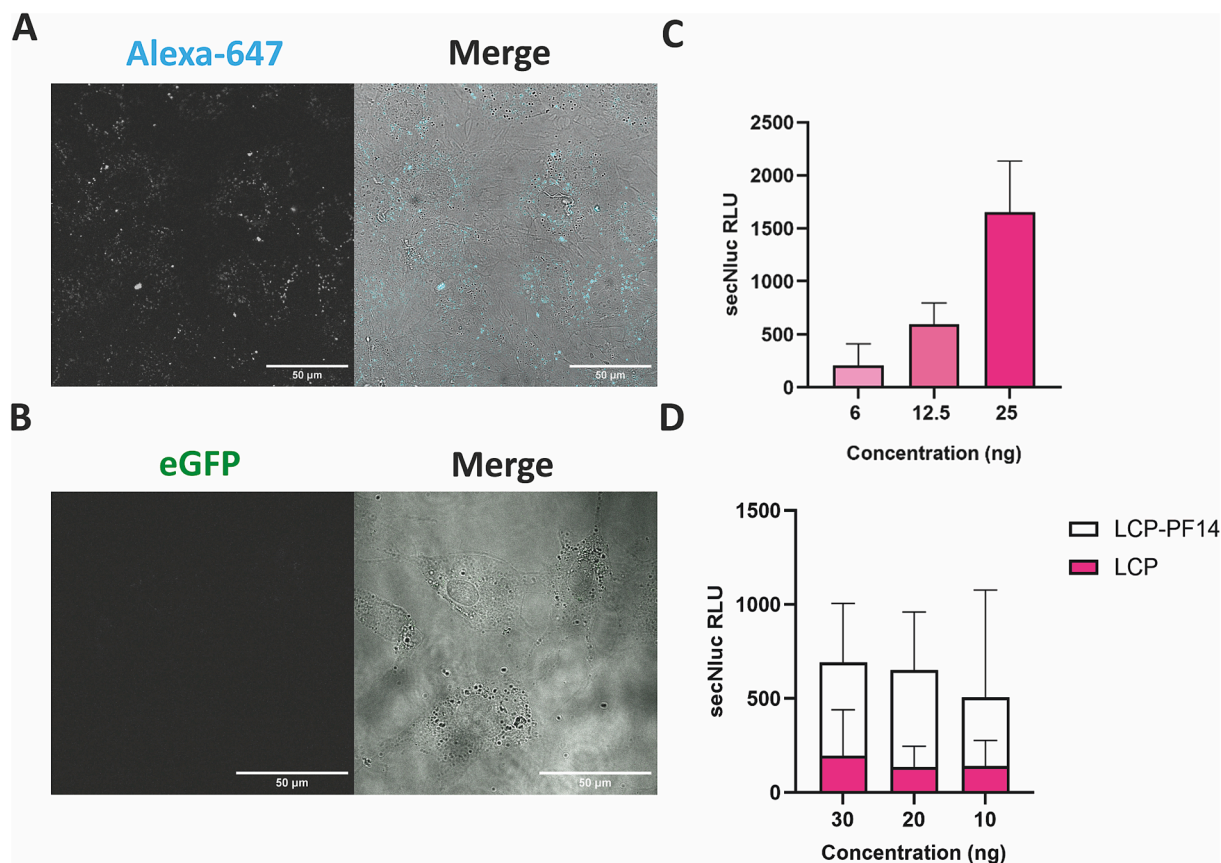 A
Alexa-647
Merge
50 µm
50 µm
B
eGFP
Merge
50 µm
50 µm
C
2500
2000
1500
1000
500
0
secNluc RLU
6
12.5
25
Concentration (ng)
D
1500
1000
500
0
secNluc RLU
30
20
10
Concentration (ng)
LCP-PF14
LCP